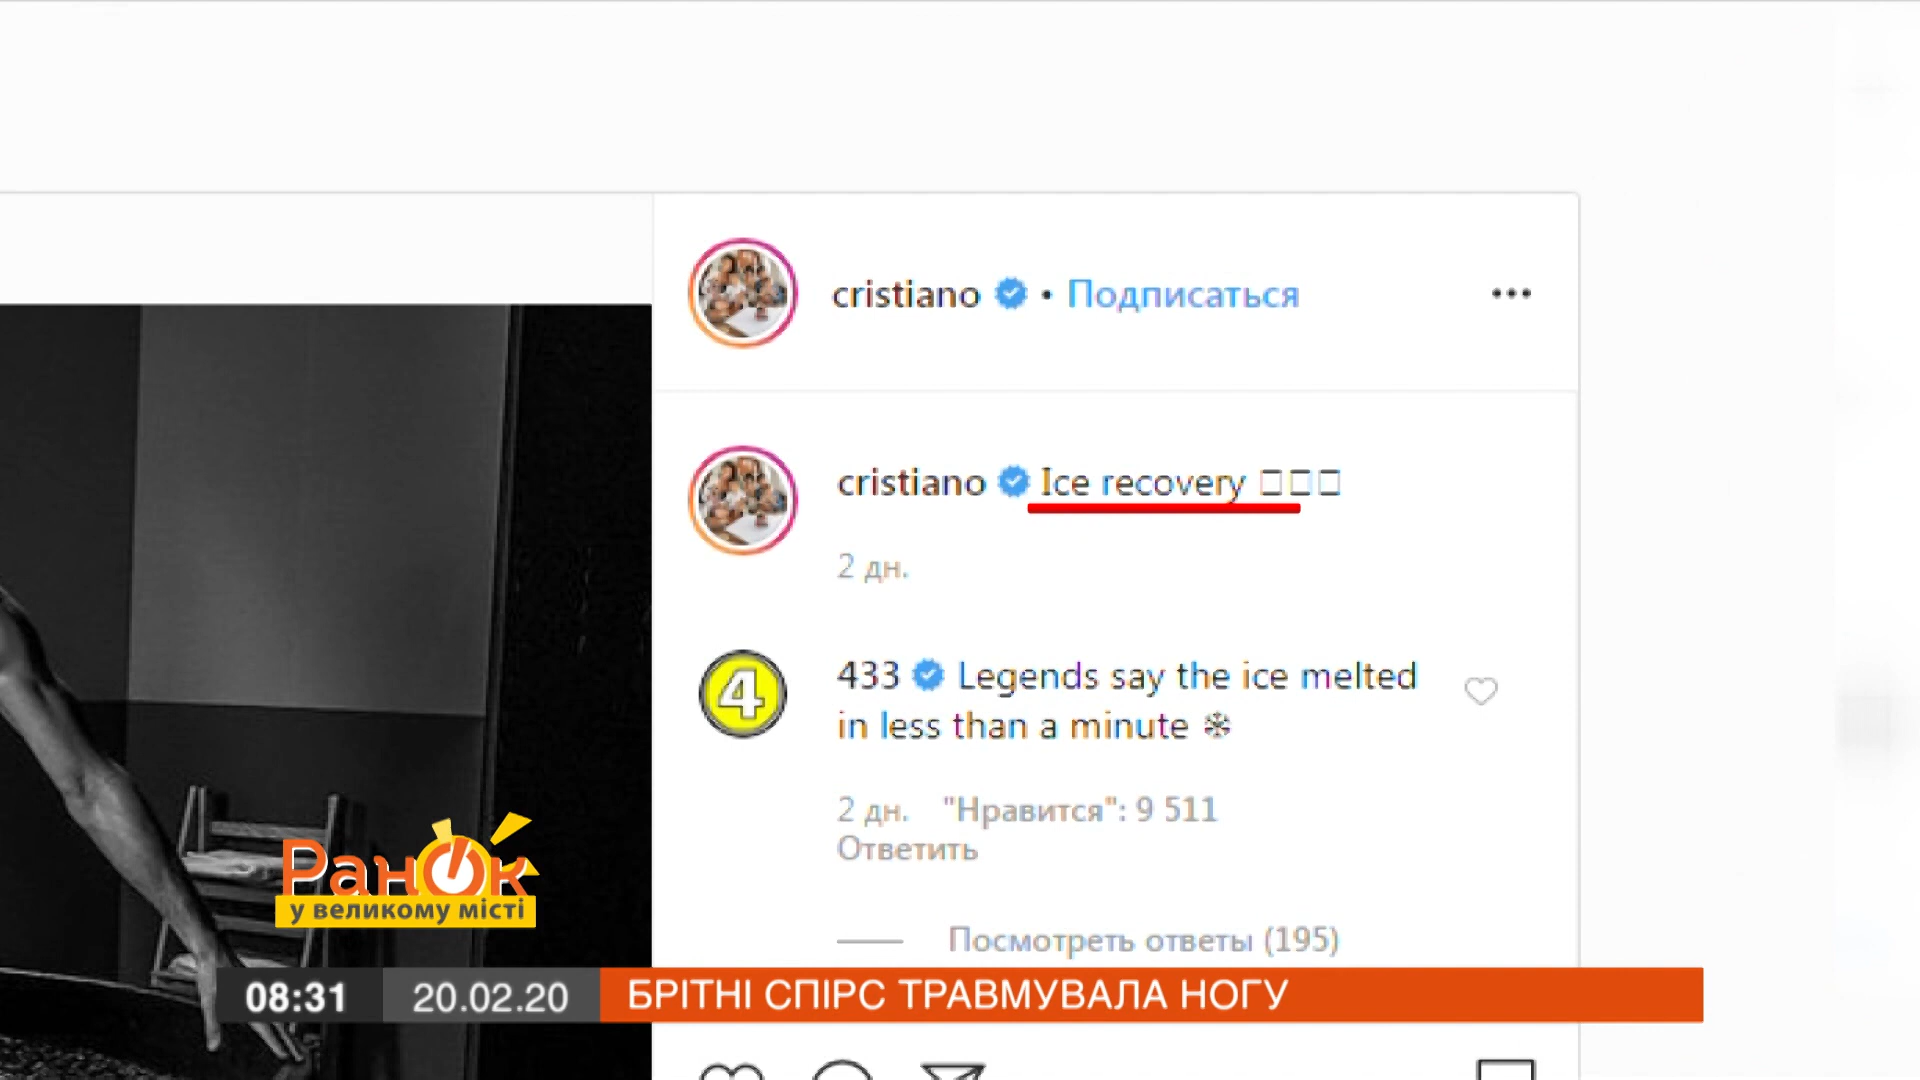 cristiano • Подписаться
cristiano Ice recovery
2 дн.
433 Legends say the ice melted
in less than a minute ❄
2 дн. "Нравится": 9 511
Ответить
Посмотреть ответы (195)
4
Ранок
у великому місті
08:31 20.02.20 БРІТНІ СПІРС ТРАВМУВАЛА НОГУ